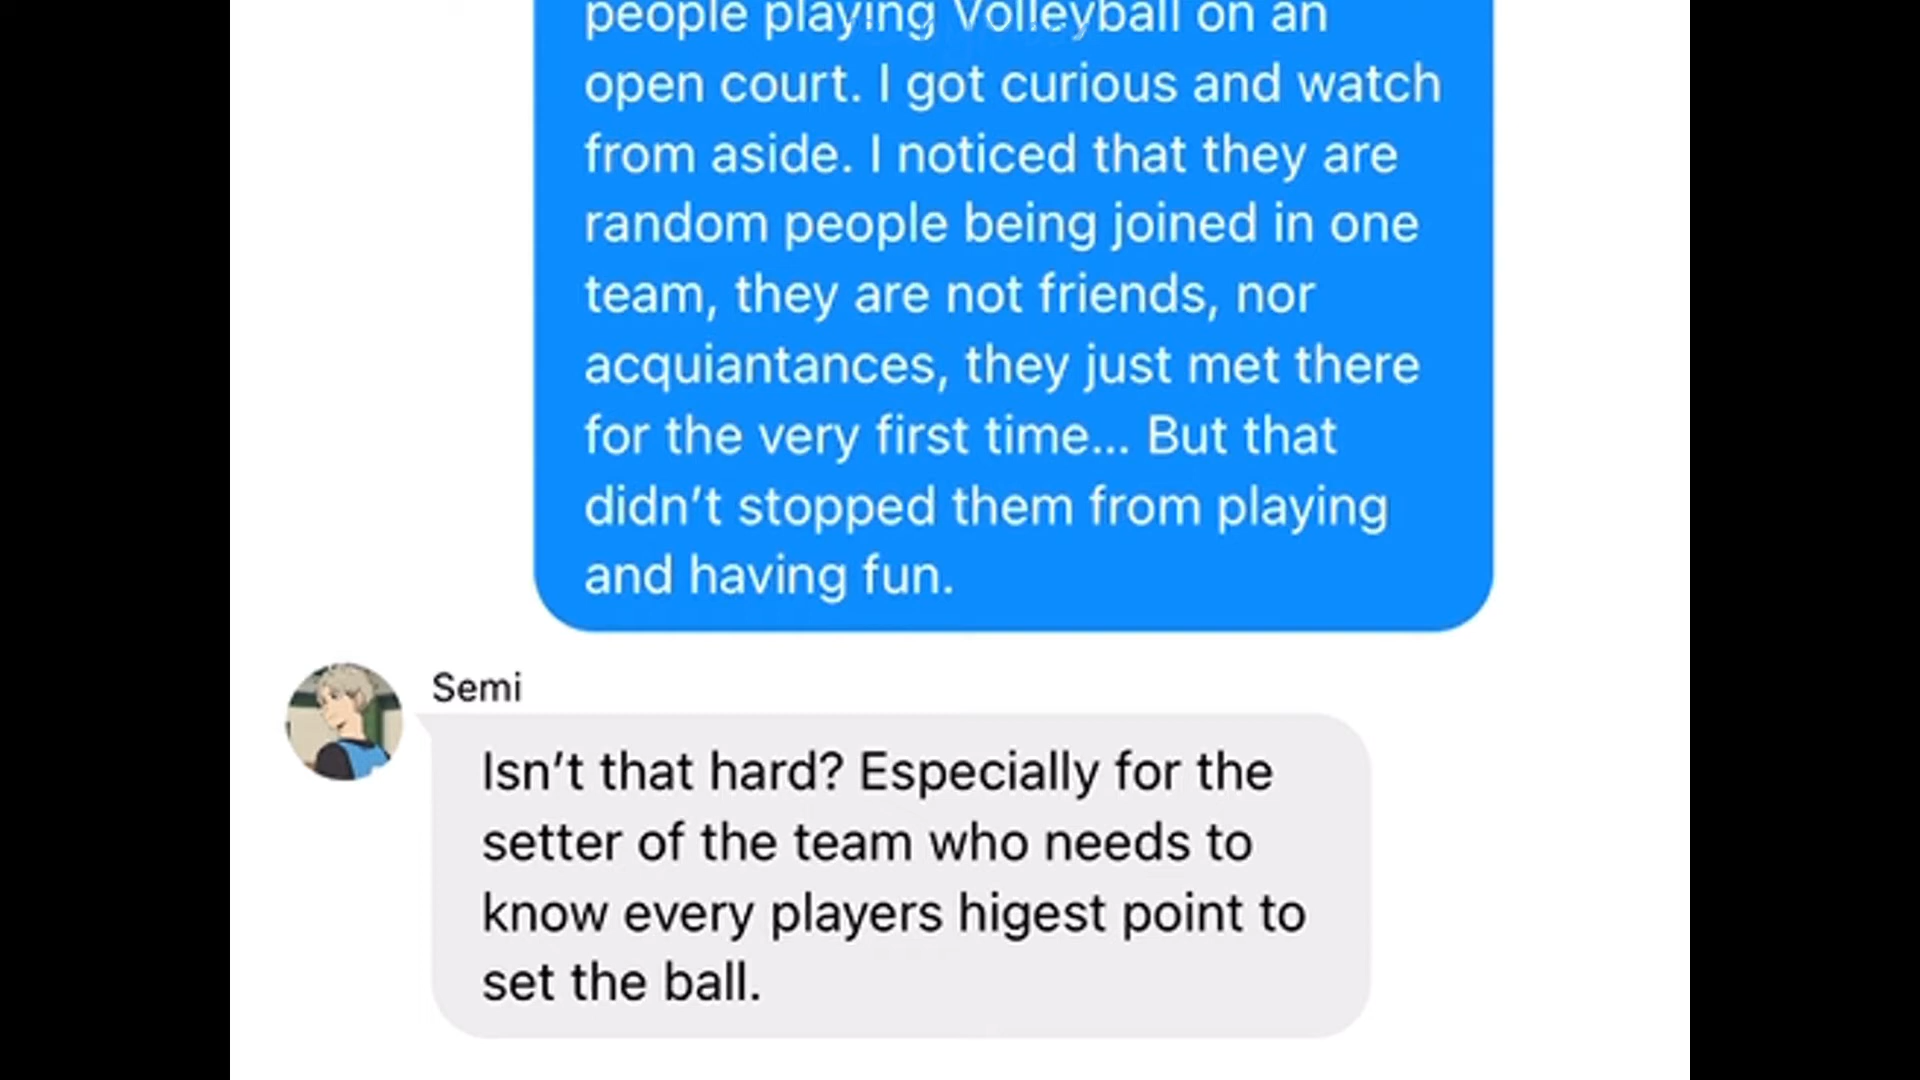 people playing Volleyball on an
open court. I got curious and watch
from aside. I noticed that they are
random people being joined in one
team, they are not friends, nor
acquiantances, they just met there
for the very first time... But that
didn’t stopped them from playing
and having fun.
Semi
Isn’t that hard? Especially for the
setter of the team who needs to
know every players higest point to
set the ball.